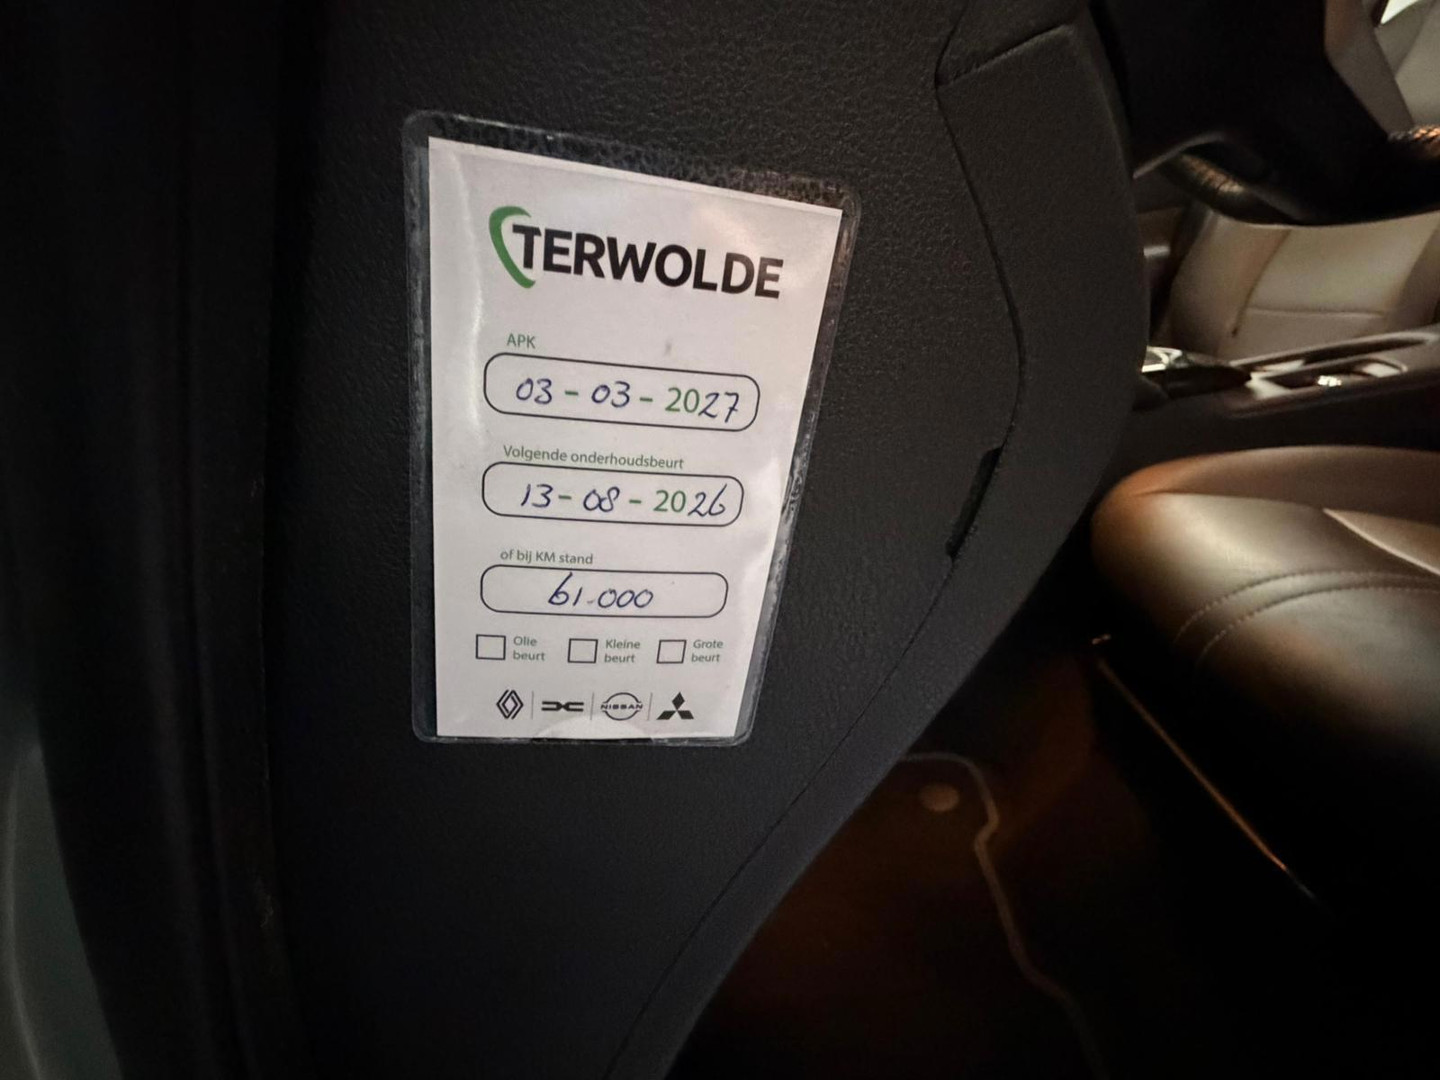 TERWOLDE
APK
03-03-2027
Volgende onderhoudsbeurt
13-08-2026
of bij KM stand
61.000
Olie beurt
Kleine beurt
Grote beurt
NISSAN